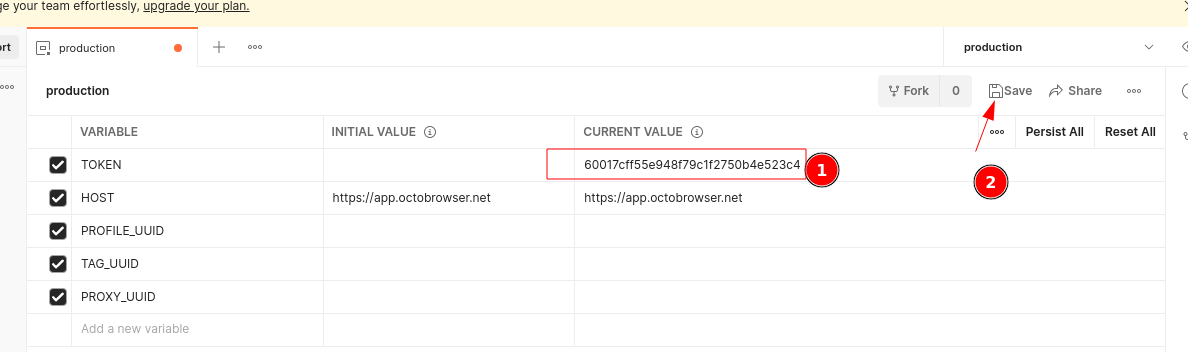 ge your team effortlessly, upgrade your plan.
ort production production
production Fork 0 Save Share
VARIABLE INITIAL VALUE CURRENT VALUE Persist All Reset All
TOKEN 60017cff55e948f79c1f2750b4e523c4 1
HOST https://app.octobrowser.net https://app.octobrowser.net 2
PROFILE_UUID
TAG_UUID
PROXY_UUID
Add a new variable